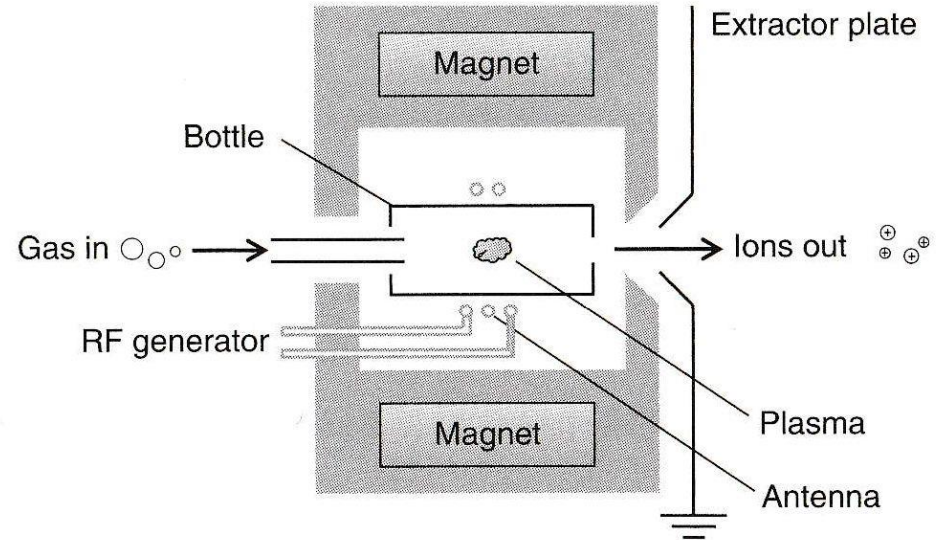 Extractor plate
Magnet
Bottle
Gas in
Ions out
RF generator
Magnet
Plasma
Antenna